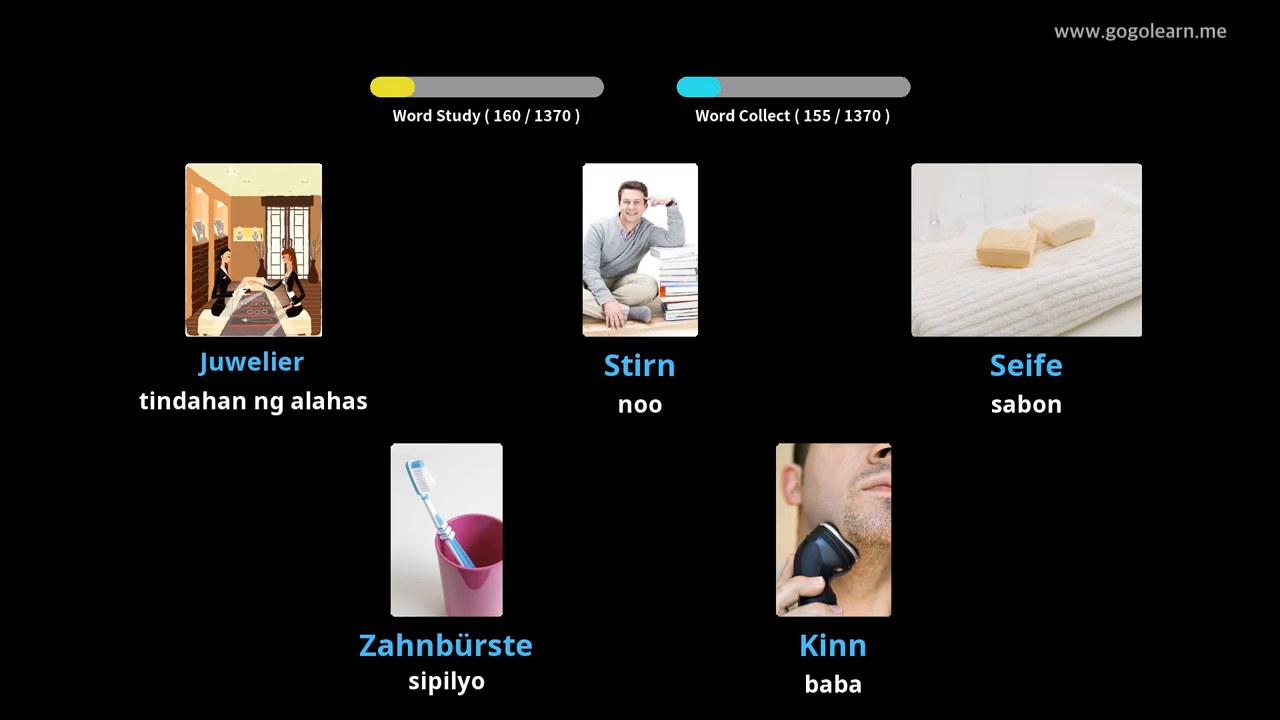 www.gogolearn.me
Word Study ( 160 / 1370 )
Word Collect ( 155 / 1370 )
Juwelier
tindahan ng alahas
Stirn
noo
Seife
sabon
Zahnbürste
sipilyo
Kinn
baba